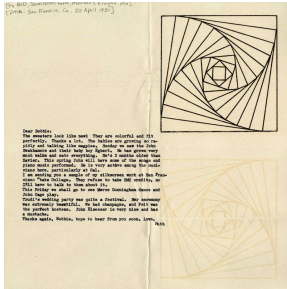 Dear Bobbie:
The sweaters look like new! They are colorful and fit
perfectly. Thanks a lot. The babies are growing so ra-
pidly and talking like magpies. Sunday we saw the John
and their baby boy Egbert. He has grown very
much walks and eats everything. He's 2 months older than
Xavier. This spring Juan will have some of the songs and
piano music performed. He is very active among the musi-
cians here, particularly at Cal.
I am sending you a sample of my silkscreen work at San Fran-
cisco State College. They refuse to take BMC credits, so
I'll have to talk to them about it.
This Friday we shall go to see Merce Cunningham dance and
John Cage play.
Trudi's wedding party was quite a festival. Her ceremony
was extremely beautiful. We had champagne, and Felt was
the perfect hostess. John is very nice and has
a mustache.
Thanks again, Bobbie, hope to hear from you soon. Love,
Ruth